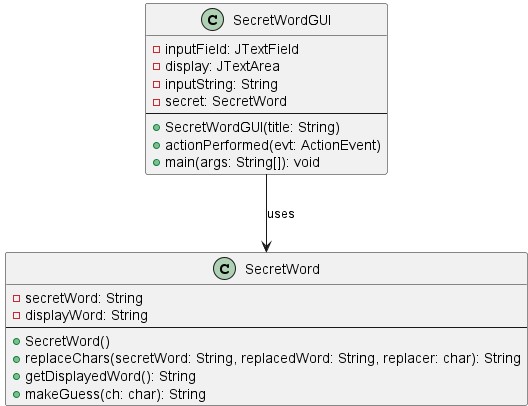 C SecretWordGUI
inputField: JTextField
display: JTextArea
inputString: String
secret: SecretWord
SecretWordGUI(title: String)
actionPerformed(evt: ActionEvent)
main(args: String[]): void
uses
C SecretWord
secretWord: String
displayWord: String
SecretWord()
replaceChars(secretWord: String, replacedWord: String, replacer: char): String
getDisplayedWord(): String
makeGuess(ch: char): String